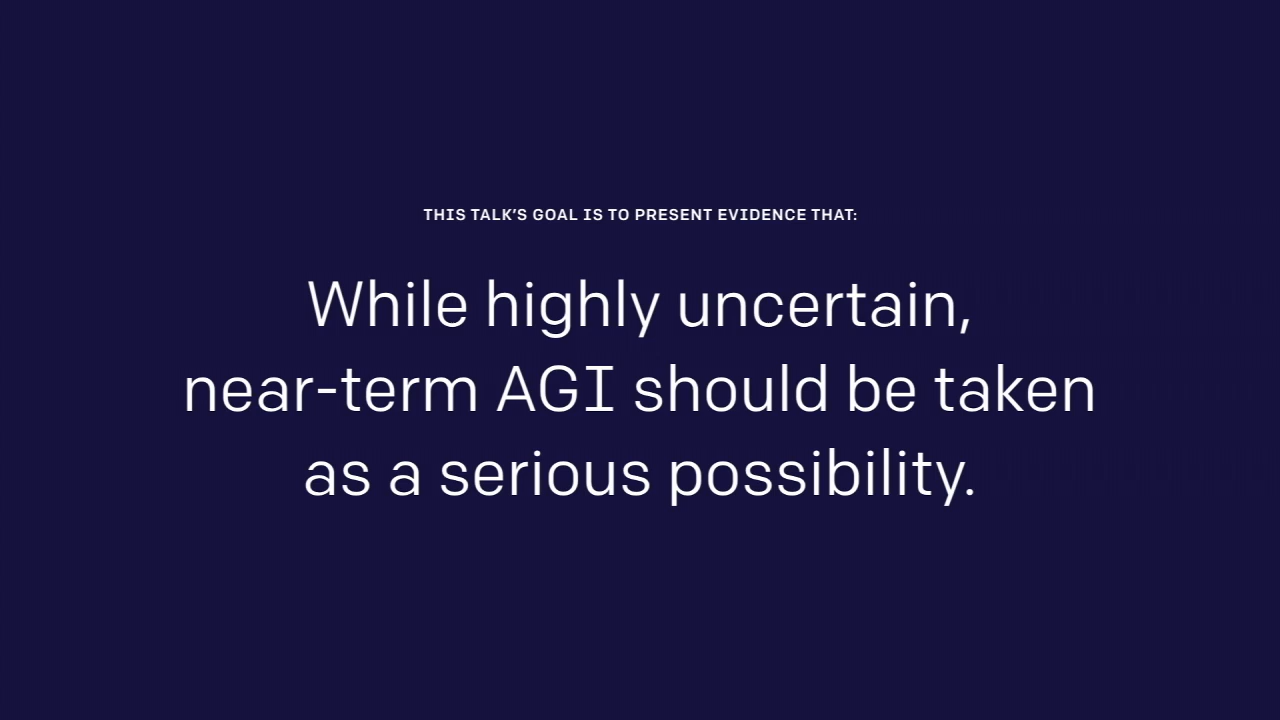 THIS TALK’S GOAL IS TO PRESENT EVIDENCE THAT:
While highly uncertain,
near-term AGI should be taken
as a serious possibility.